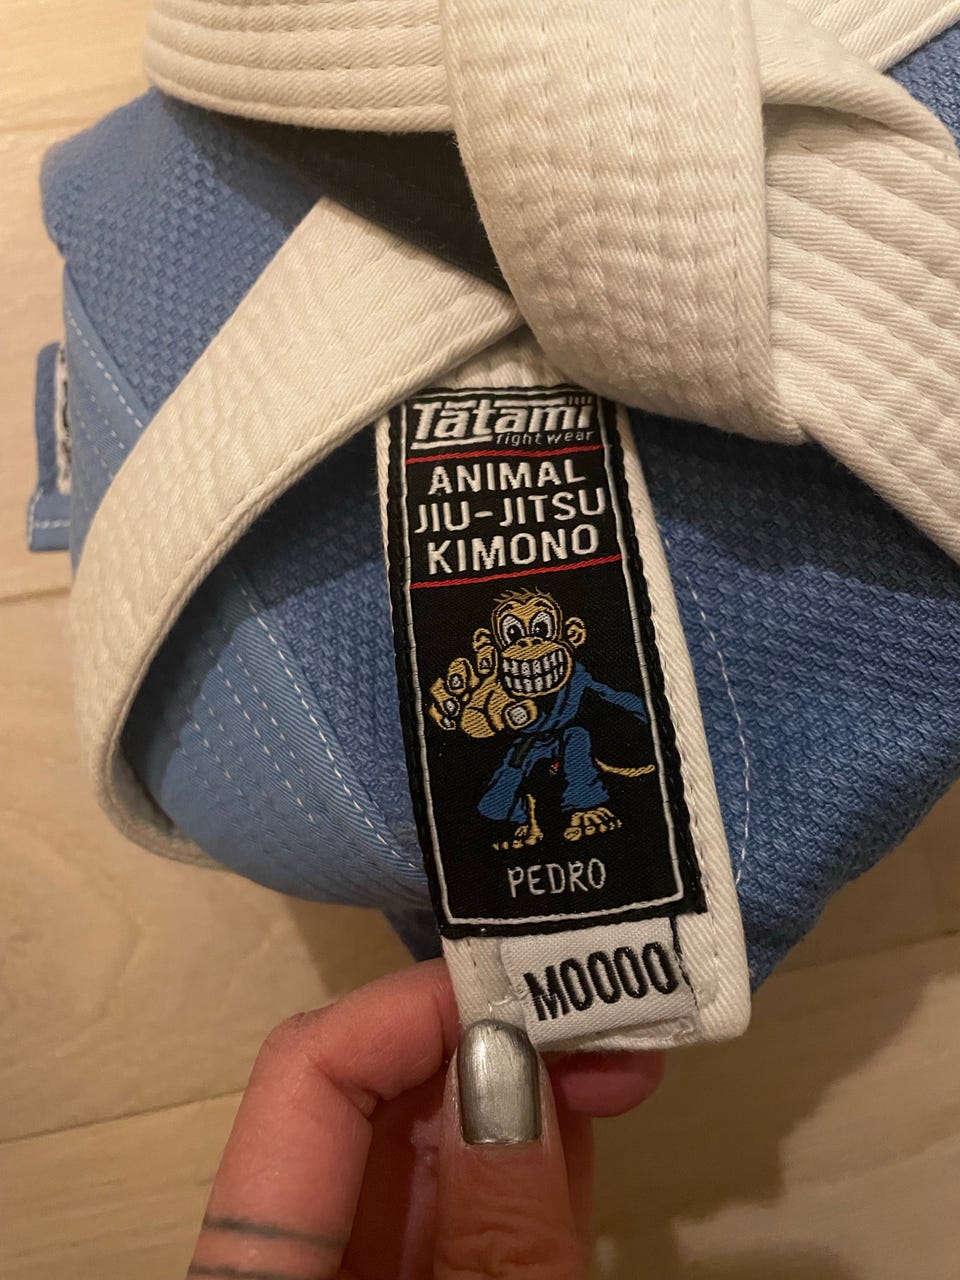 Tatami
fightwear
ANIMAL
JIU-JITSU
KIMONO
PEDRO
M0000